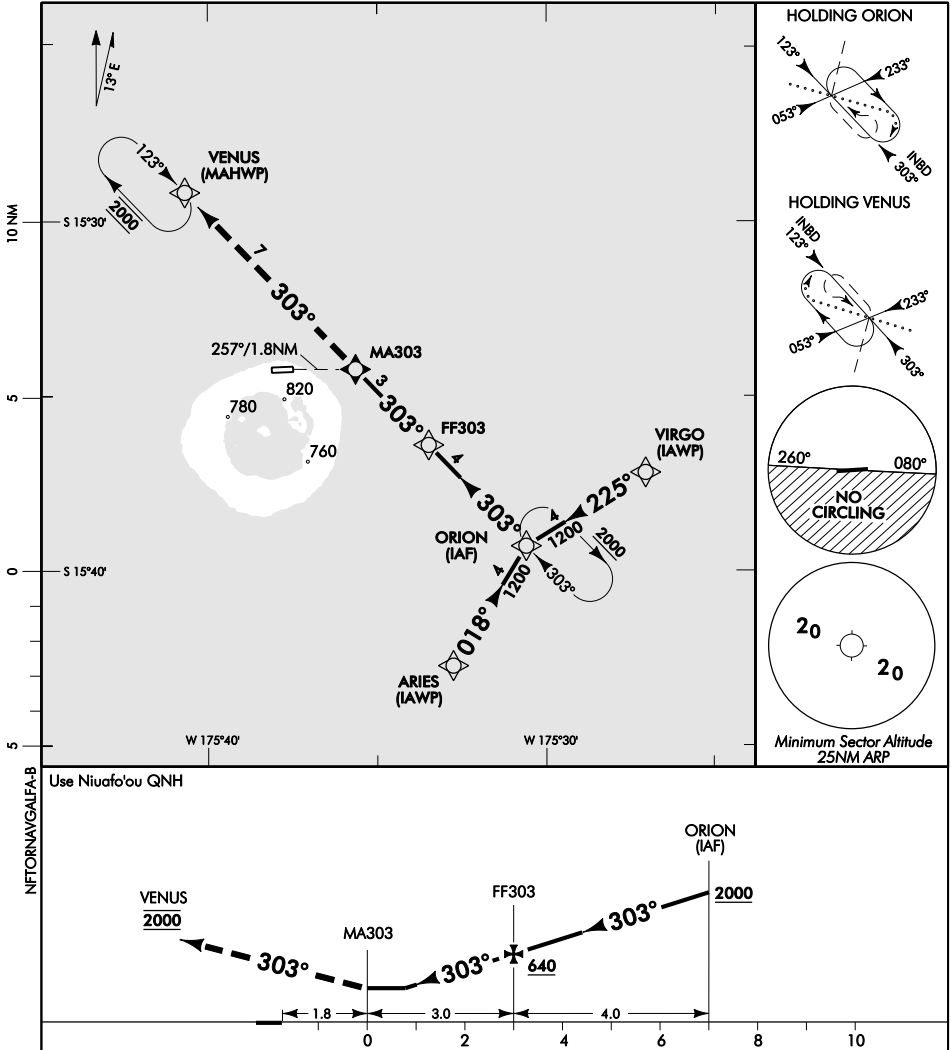 HOLDING ORION
123°
233°
053°
INBD
303°
HOLDING VENUS
INBD
123°
233°
053°
303°
260°
080°
NO
CIRCLING
2₀
2₀
Minimum Sector Altitude
25NM ARP
13° E
VENUS
(MAHWP)
123°
2000
10 NM
S 15°30'
7
303°
257°/1.8NM
MA303
3
303°
820
780
760
5
FF303
4
303°
VIRGO
(IAWP)
225°
4
1200
2000
ORION
(IAF)
303°
4
1200
018°
0
S 15°40'
ARIES
(IAWP)
W 175°40'
W 175°30'
5
NFTORNAVGALFA-B
Use Niuafo'ou QNH
ORION
(IAF)
2000
FF303
VENUS
2000
303°
640
MA303
303°
303°
1.8
3.0
4.0
0
2
4
6
8
10